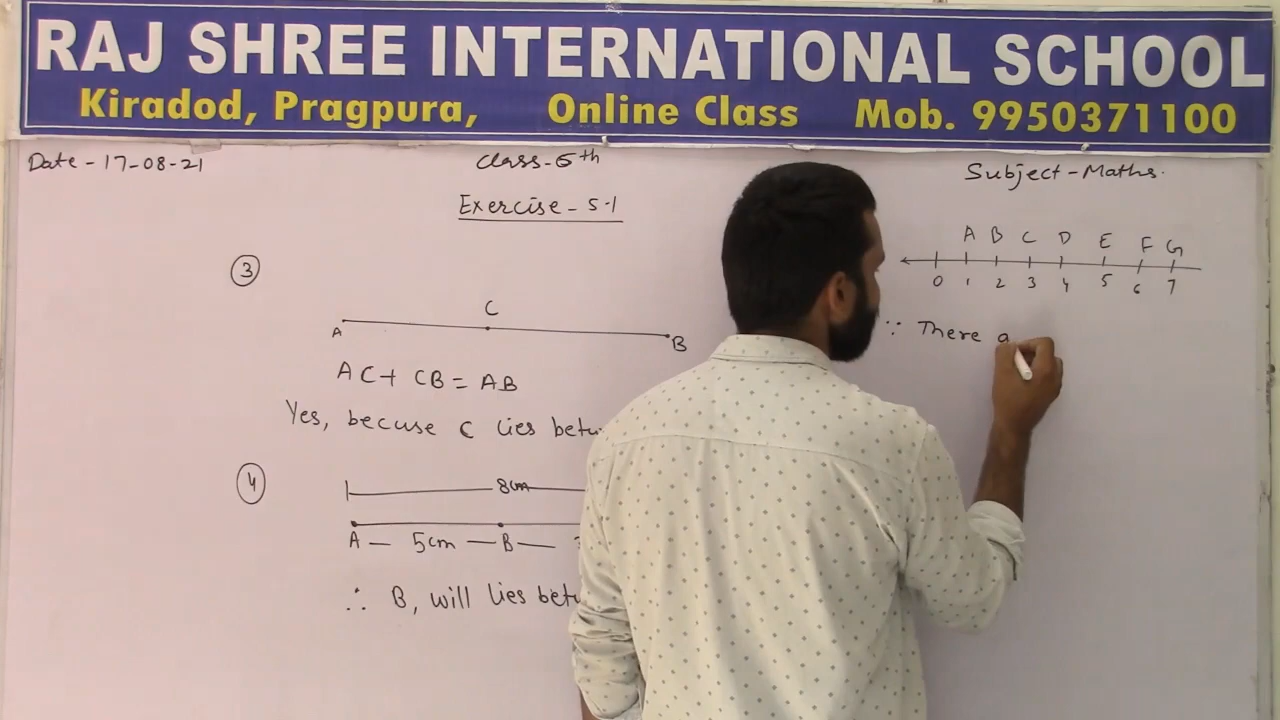 RAJ SHREE INTERNATIONAL SCHOOL
Kiradod, Pragpura, Online Class Mob. 9950371100
Date - 17-08-21
Class - 6th
Subject - Maths.
Exercise - 5.1
3
A C B
AC + CB = AB
Yes, becuse C lies
4
8cm
A — 5cm — B —
∴ B, will lies
A B C D E F G
0 1 2 3 4 5 6 7
∵ There a